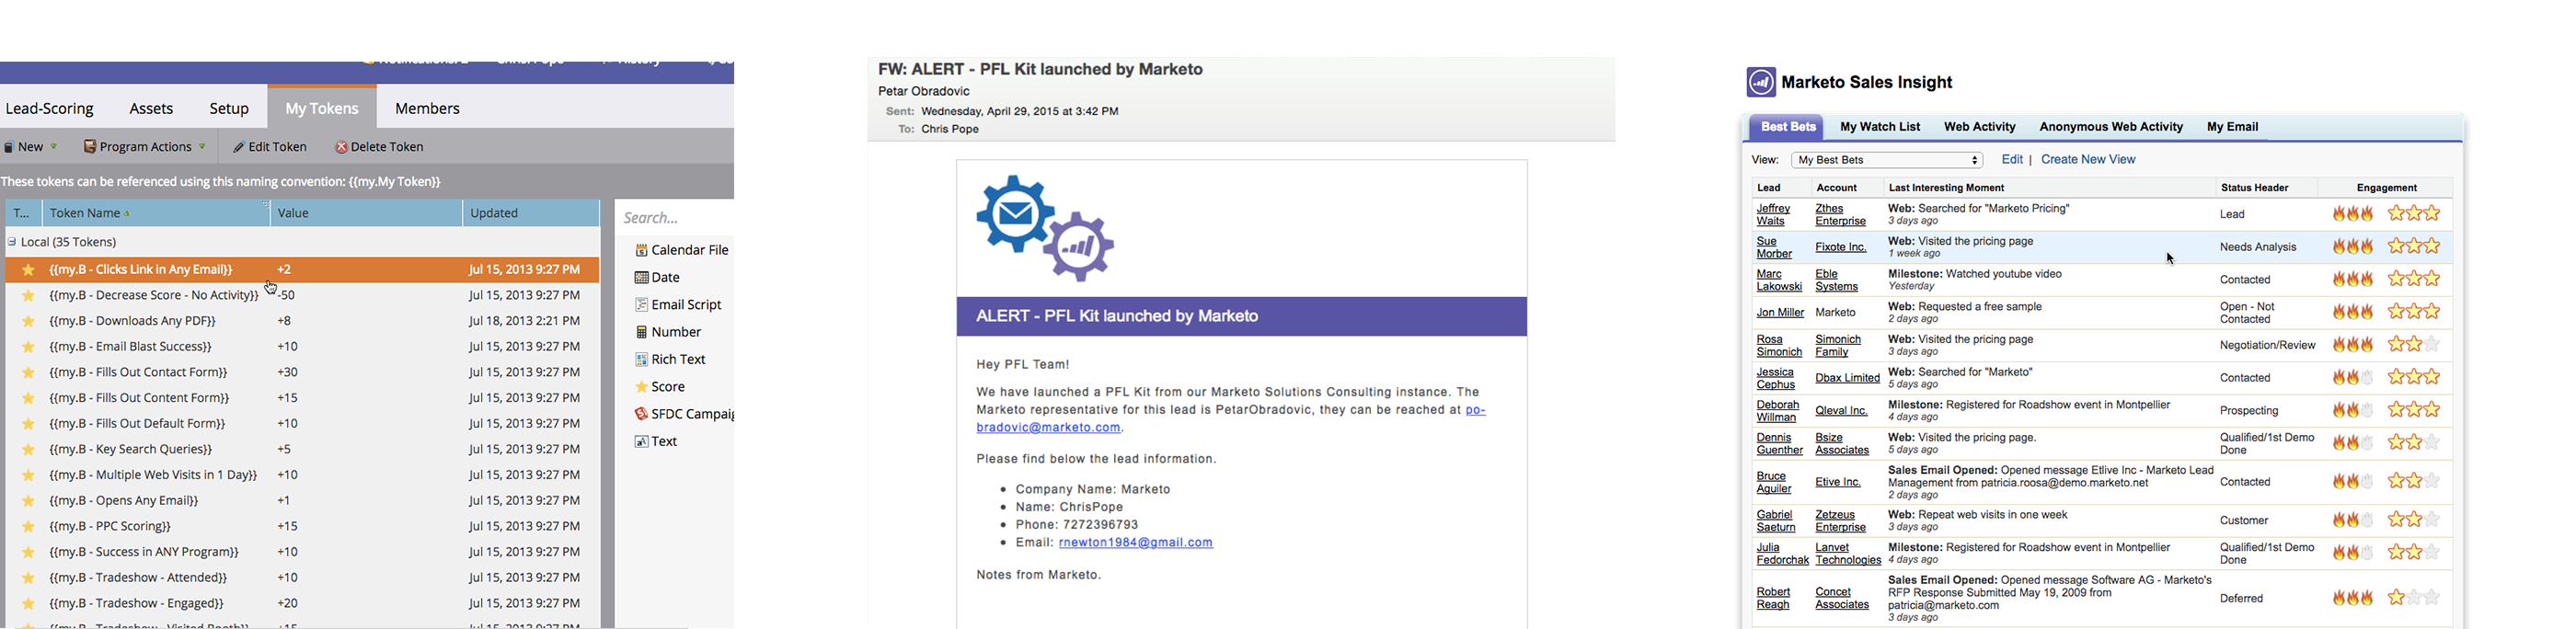 Notifications 2 Chris Pope History
Lead-Scoring Assets Setup My Tokens Members
New Program Actions Edit Token Delete Token
These tokens can be referenced using this naming convention: {{my.My Token}}
T... Token Name Value Updated
Local (35 Tokens)
{{my.B - Clicks Link in Any Email}} +2 Jul 15, 2013 9:27 PM
{{my.B - Decrease Score - No Activity}} -50 Jul 15, 2013 9:27 PM
{{my.B - Downloads Any PDF}} +8 Jul 18, 2013 2:21 PM
{{my.B - Email Blast Success}} +10 Jul 15, 2013 9:27 PM
{{my.B - Fills Out Contact Form}} +30 Jul 15, 2013 9:27 PM
{{my.B - Fills Out Content Form}} +15 Jul 15, 2013 9:27 PM
{{my.B - Fills Out Default Form}} +10 Jul 15, 2013 9:27 PM
{{my.B - Key Search Queries}} +5 Jul 15, 2013 9:27 PM
{{my.B - Multiple Web Visits in 1 Day}} +10 Jul 15, 2013 9:27 PM
{{my.B - Opens Any Email}} +1 Jul 15, 2013 9:27 PM
{{my.B - PPC Scoring}} +15 Jul 15, 2013 9:27 PM
{{my.B - Success in ANY Program}} +10 Jul 15, 2013 9:27 PM
{{my.B - Tradeshow - Attended}} +10 Jul 15, 2013 9:27 PM
{{my.B - Tradeshow - Engaged}} +20 Jul 15, 2013 9:27 PM
{{my.B - Tradeshow - Visited Booth}} +15 Jul 15, 2013 9:27 PM
Search...
Calendar File
Date
Email Script
Number
Rich Text
Score
SFDC Campaig
Text
FW: ALERT - PFL Kit launched by Marketo
Petar Obradovic
Sent: Wednesday, April 29, 2015 at 3:42 PM
To: Chris Pope
ALERT - PFL Kit launched by Marketo
Hey PFL Team!
We have launched a PFL Kit from our Marketo Solutions Consulting instance. The
Marketo representative for this lead is PetarObradovic, they can be reached at po-
bradovic@marketo.com.
Please find below the lead information.
• Company Name: Marketo
• Name: ChrisPope
• Phone: 7272396793
• Email: rnewton1984@gmail.com
Notes from Marketo.
Marketo Sales Insight
Best Bets My Watch List Web Activity Anonymous Web Activity My Email
View: My Best Bets Edit | Create New View
Lead Account Last Interesting Moment Status Header Engagement
Jeffrey Zthes Web: Searched for "Marketo Pricing" Lead
Waits Enterprise 3 days ago
Sue Fixote Inc. Web: Visited the pricing page Needs Analysis
Morber 1 week ago
Marc Eble Milestone: Watched youtube video Contacted
Lakowski Systems Yesterday
Jon Miller Marketo Web: Requested a free sample Open - Not
2 days ago Contacted
Rosa Simonich Web: Visited the pricing page Negotiation/Review
Simonich Family 3 days ago
Jessica Dbax Limited Web: Searched for "Marketo" Contacted
Cephus 5 days ago
Deborah Qleval Inc. Milestone: Registered for Roadshow event in Montpellier Prospecting
Willman 4 days ago
Dennis Bsize Web: Visited the pricing page. Qualified/1st Demo
Guenther Associates 5 days ago Done
Bruce Etive Inc. Sales Email Opened: Opened message Etlive Inc - Marketo Lead Contacted
Aguiler Management from patricia.roosa@demo.marketo.net
2 days ago
Gabriel Zetzeus Web: Repeat web visits in one week Customer
Saeturn Enterprise 3 days ago
Julia Lanvet Milestone: Registered for Roadshow event in Montpellier Qualified/1st Demo
Fedorchak Technologies 4 days ago Done
Robert Concet Sales Email Opened: Opened message Software AG - Marketo's Deferred
Reagh Associates RFP Response Submitted May 19, 2009 from
patricia@marketo.com
3 days ago